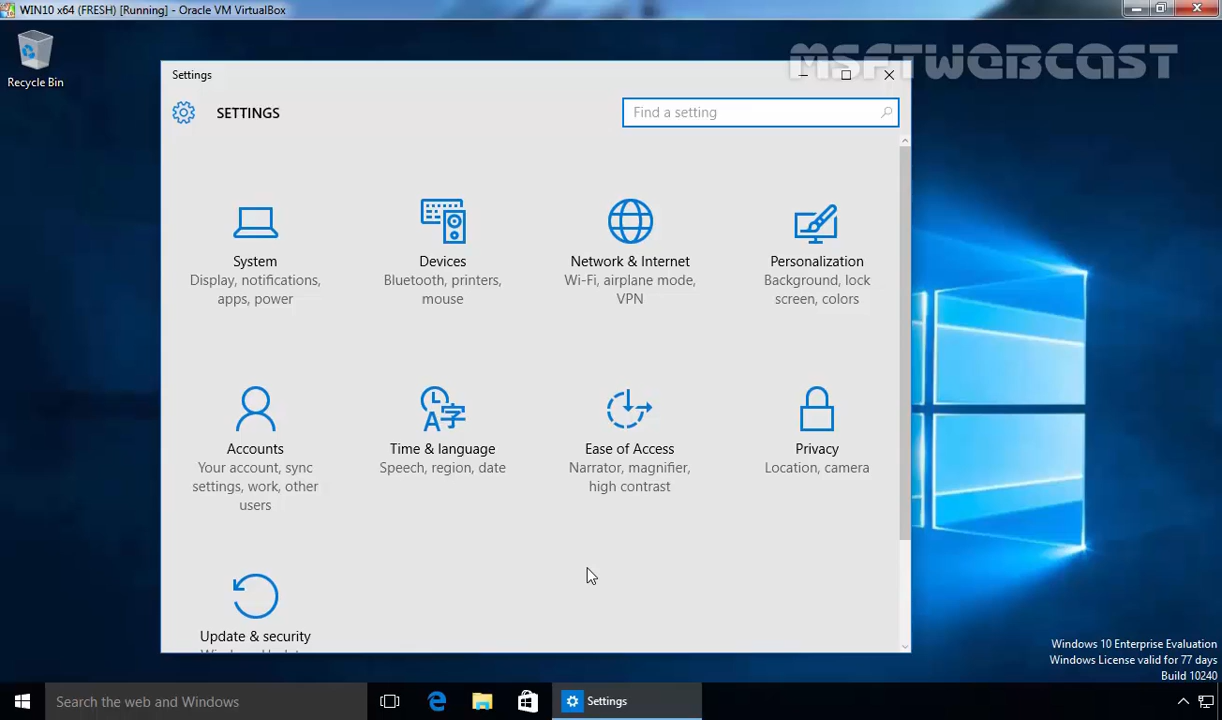 WIN10 x64 (FRESH) [Running] - Oracle VM VirtualBox
MSFTWEBCAST
Recycle Bin
Settings
SETTINGS
Find a setting
System
Display, notifications,
apps, power
Devices
Bluetooth, printers,
mouse
Network & Internet
Wi-Fi, airplane mode,
VPN
Personalization
Background, lock
screen, colors
Accounts
Your account, sync
settings, work, other
users
Time & language
Speech, region, date
Ease of Access
Narrator, magnifier,
high contrast
Privacy
Location, camera
Update & security
Windows 10 Enterprise Evaluation
Windows License valid for 77 days
Build 10240
Search the web and Windows
Settings